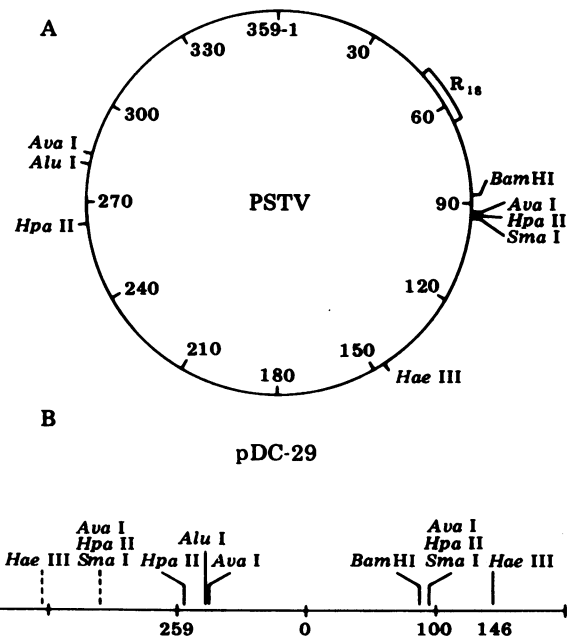 A
359-1
330
30
R₁₈
300
60
Ava I
Alu I
BamHI
270
PSTV
90
Ava I
Hpa II
Hpa II
Sma I
240
120
210
150
180
Hae III
B
pDC-29
Ava I
Ava I
Hpa II
Alu I
Hpa II
Hae III Sma I Hpa II Ava I BamHI Sma I Hae III
259 0 100 146